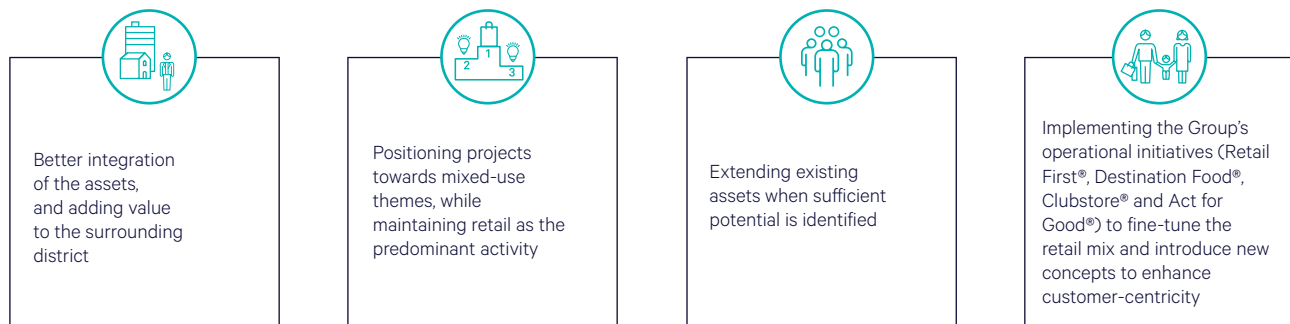 Better integration
of the assets,
and adding value
to the surrounding
district
1
2
3
Positioning projects
towards mixed-use
themes, while
maintaining retail as the
predominant activity
Extending existing
assets when sufficient
potential is identified
Implementing the Group’s
operational initiatives (Retail
First®, Destination Food®,
Clubstore® and Act for
Good®) to fine-tune the
retail mix and introduce new
concepts to enhance
customer-centricity